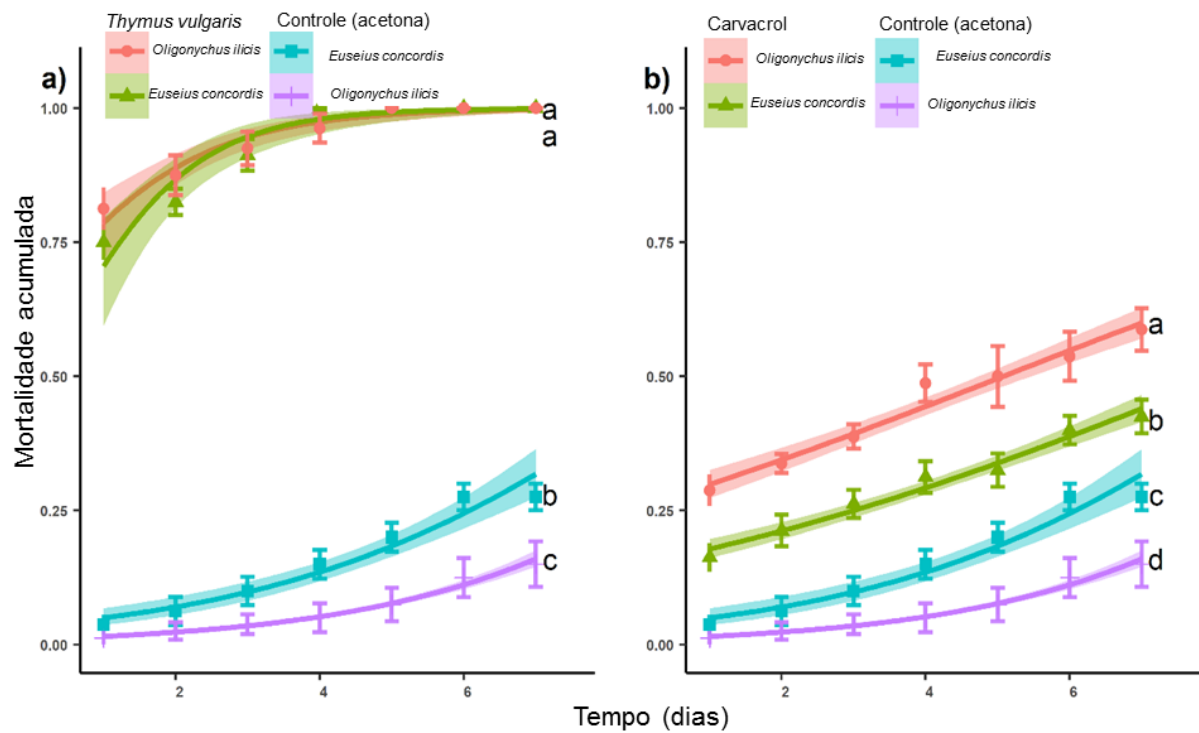 Thymus vulgaris
Controle (acetona)
Oligonychus ilicis
Euseius concordis
Euseius concordis
Oligonychus ilicis
a)
1.00
0.75
0.50
0.25
0.00
a
a
b
c
2
4
6
Mortalidade acumulada
Carvacrol
Controle (acetona)
Oligonychus ilicis
Euseius concordis
Euseius concordis
Oligonychus ilicis
b)
1.00
0.75
0.50
0.25
0.00
a
b
c
d
2
4
6
Tempo (dias)